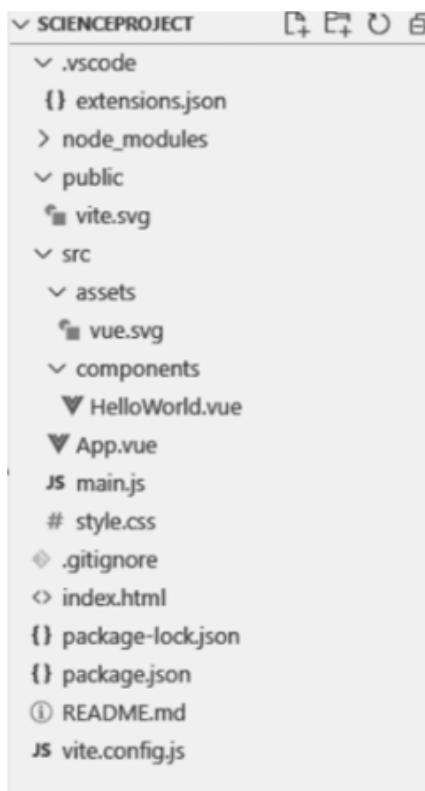 SCIENCEPROJECT
.vscode
{} extensions.json
node_modules
public
vite.svg
src
assets
vue.svg
components
HelloWorld.vue
App.vue
JS main.js
# style.css
.gitignore
<> index.html
{} package-lock.json
{} package.json
README.md
JS vite.config.js